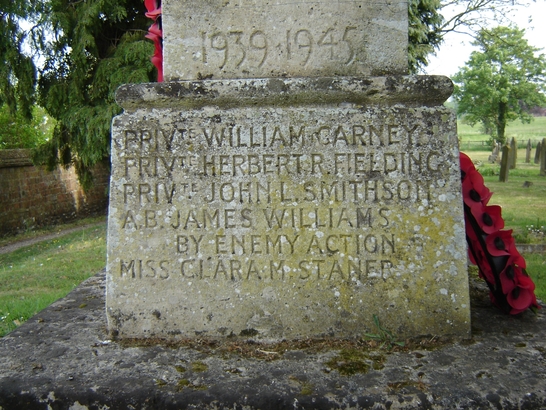 1939 · 1945
PRIVTE WILLIAM CARNEY
PRIVTE HERBERT. R. FIELDING
PRIVTE JOHN L. SMITHSON
A.B. JAMES WILLIAMS
BY ENEMY ACTION
MISS CLARA. M. STANER